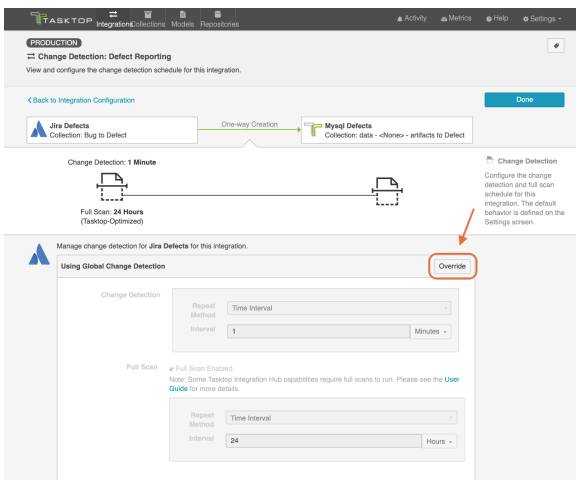 TASKTOP
Integrations
Collections
Models
Repositories
Activity
Metrics
Help
Settings
PRODUCTION
Change Detection: Defect Reporting
View and configure the change detection schedule for this integration.
Back to Integration Configuration
Done
Jira Defects
Collection: Bug to Defect
One-way Creation
Mysql Defects
Collection: data - <None> - artifacts to Defect
Change Detection: 1 Minute
Full Scan: 24 Hours
(Tasktop-Optimized)
Change Detection
Configure the change
detection and full scan
schedule for this
integration. The default
behavior is defined on the
Settings screen.
Manage change detection for Jira Defects for this integration.
Using Global Change Detection
Override
Change Detection
Repeat
Method
Time Interval
Interval
1
Minutes
Full Scan
Full Scan Enabled
Note: Some Tasktop Integration Hub capabilities require full scans to run. Please see the User
Guide for more details.
Repeat
Method
Time Interval
Interval
24
Hours